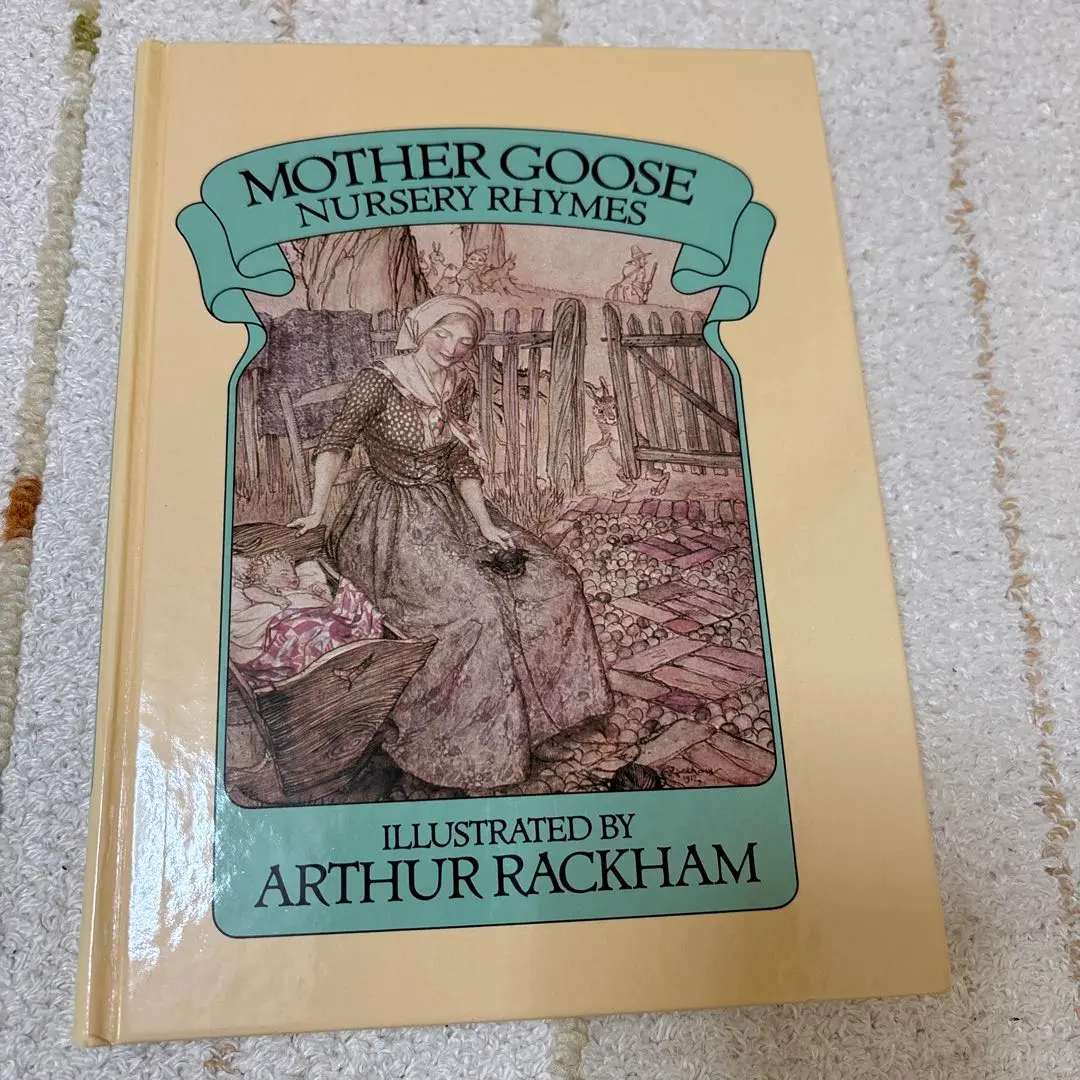 MOTHER GOOSE
NURSERY RHYMES
ILLUSTRATED BY
ARTHUR RACKHAM